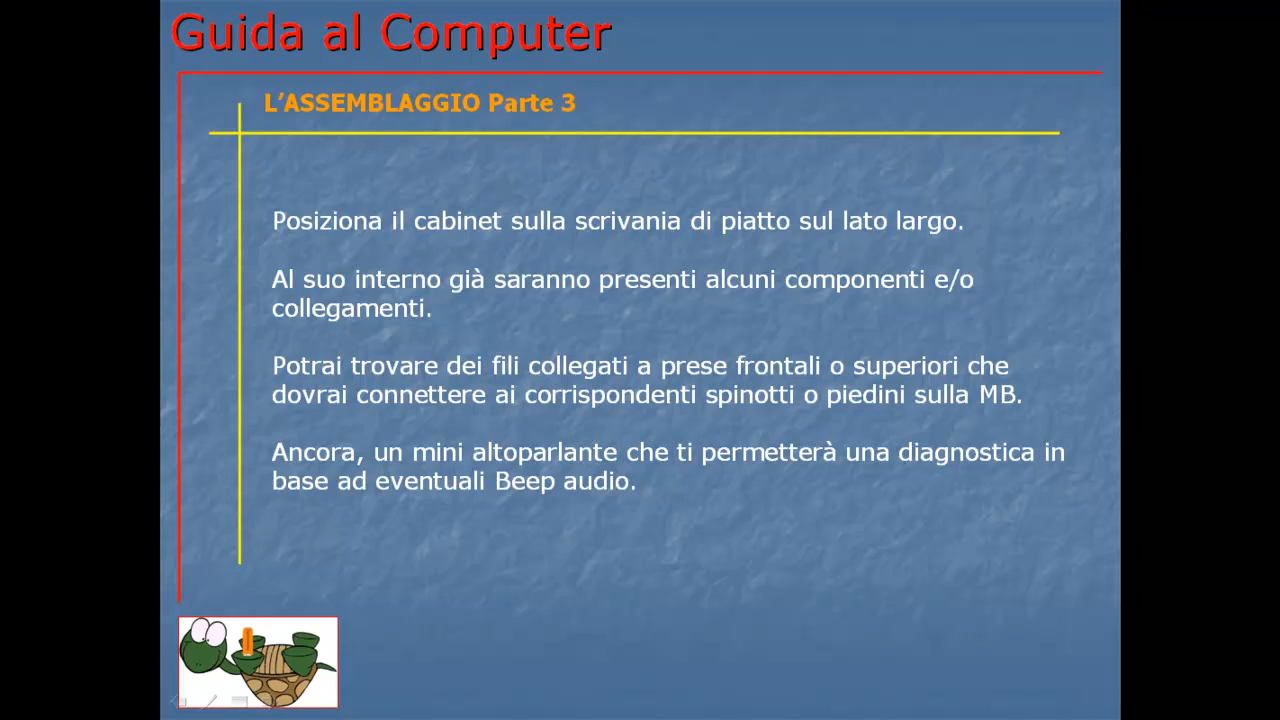 Guida al Computer
L'ASSEMBLAGGIO Parte 3
Posiziona il cabinet sulla scrivania di piatto sul lato largo.
Al suo interno già saranno presenti alcuni componenti e/o
collegamenti.
Potrai trovare dei fili collegati a prese frontali o superiori che
dovrai connettere ai corrispondenti spinotti o piedini sulla MB.
Ancora, un mini altoparlante che ti permetterà una diagnostica in
base ad eventuali Beep audio.